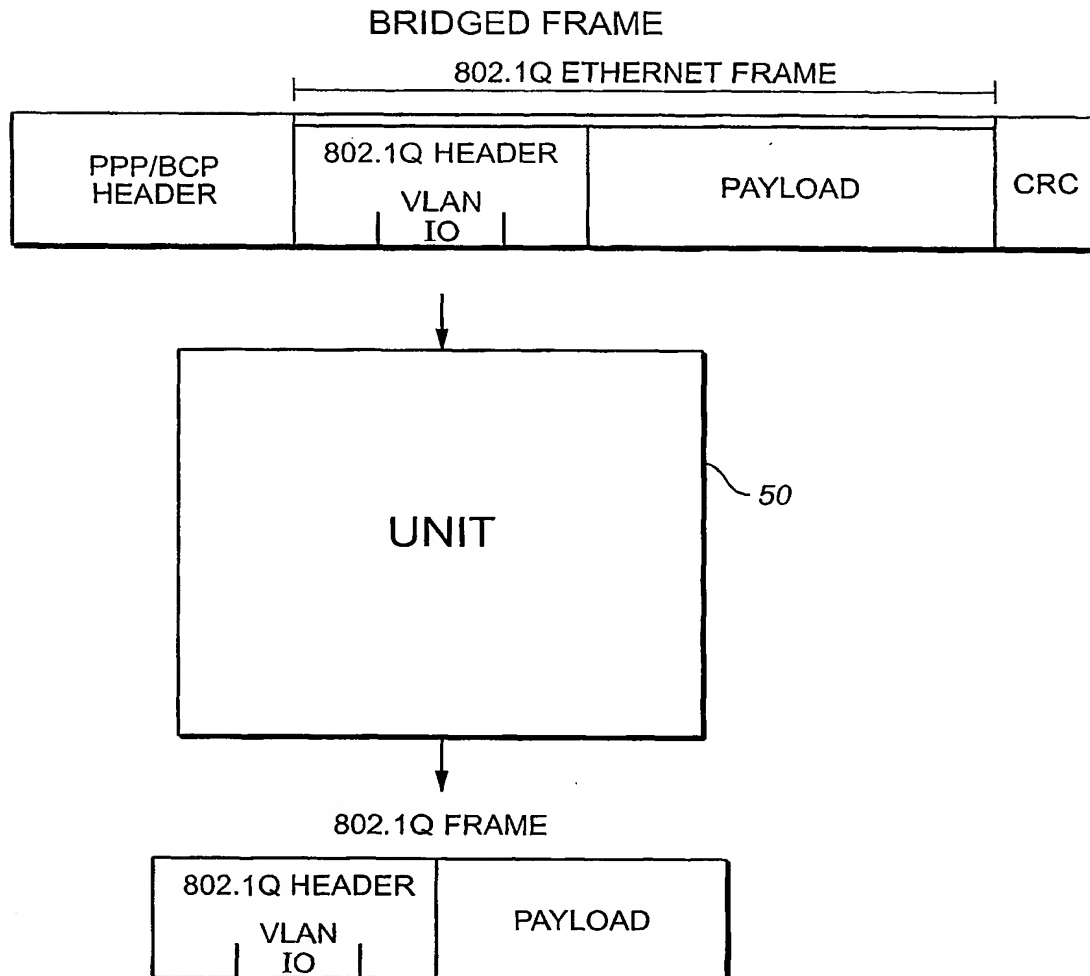 BRIDGED FRAME
802.1Q ETHERNET FRAME
PPP/BCP
HEADER
802.1Q HEADER
VLAN
IO
PAYLOAD
CRC
UNIT
50
802.1Q FRAME
802.1Q HEADER
VLAN
IO
PAYLOAD